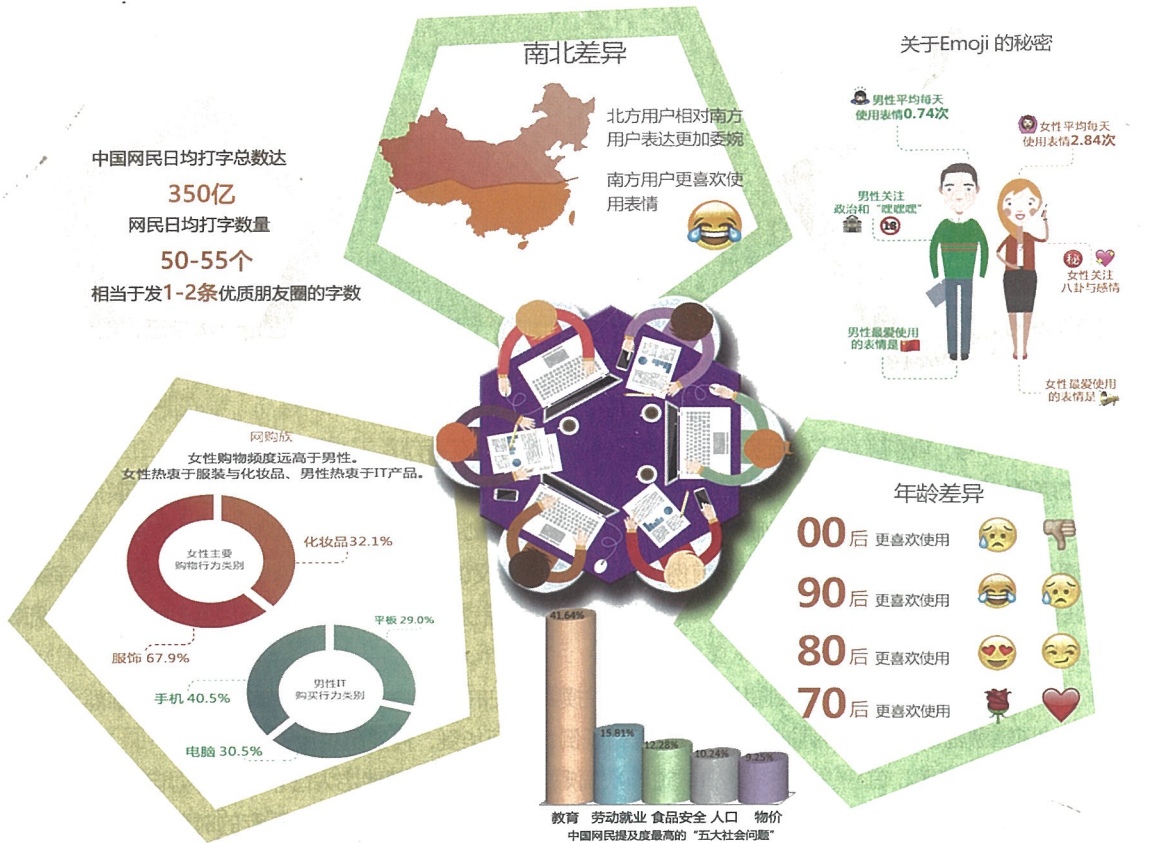 南北差异
北方用户相对南方
用户表达更加委婉
南方用户更喜欢使
用表情
关于Emoji 的秘密
男性平均每天
使用表情0.74次
女性平均每天
使用表情2.84次
男性关注
政治和“嘿嘿嘿”
18
秘
女性关注
八卦与感情
男性最爱使用
的表情是
女性最爱使用
的表情是
中国网民日均打字总数达
350亿
网民日均打字数量
50-55个
相当于发1-2条优质朋友圈的字数
网购族
女性购物频度远高于男性。
女性热衷于服装与化妆品、男性热衷于IT产品。
女性主要
购物行为类别
化妆品32.1%
服饰 67.9%
男性IT
购买行为类别
平板 29.0%
手机 40.5%
电脑 30.5%
年龄差异
00后 更喜欢使用
90后 更喜欢使用
80后 更喜欢使用
70后 更喜欢使用
41.64%
15.81%
12.28%
10.24%
9.25%
教育 劳动就业 食品安全 人口 物价
中国网民提及度最高的“五大社会问题”